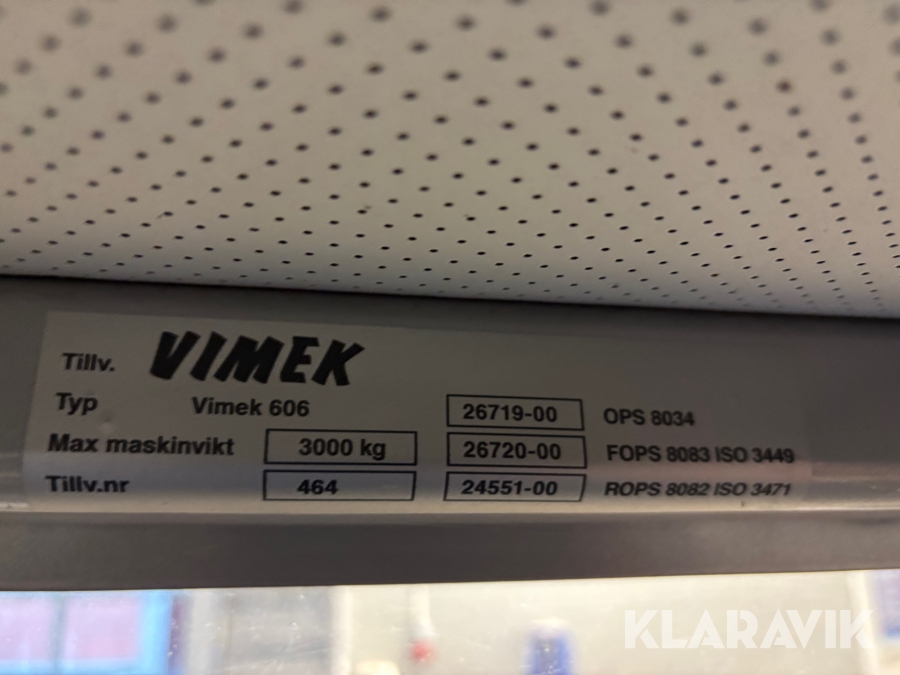 Tillv. VIMEK
Typ Vimek 606 26719-00 OPS 8034
Max maskinvikt 3000 kg 26720-00 FOPS 8083 ISO 3449
Tillv.nr 464 24551-00 ROPS 8082 ISO 3471
KLARAVIK